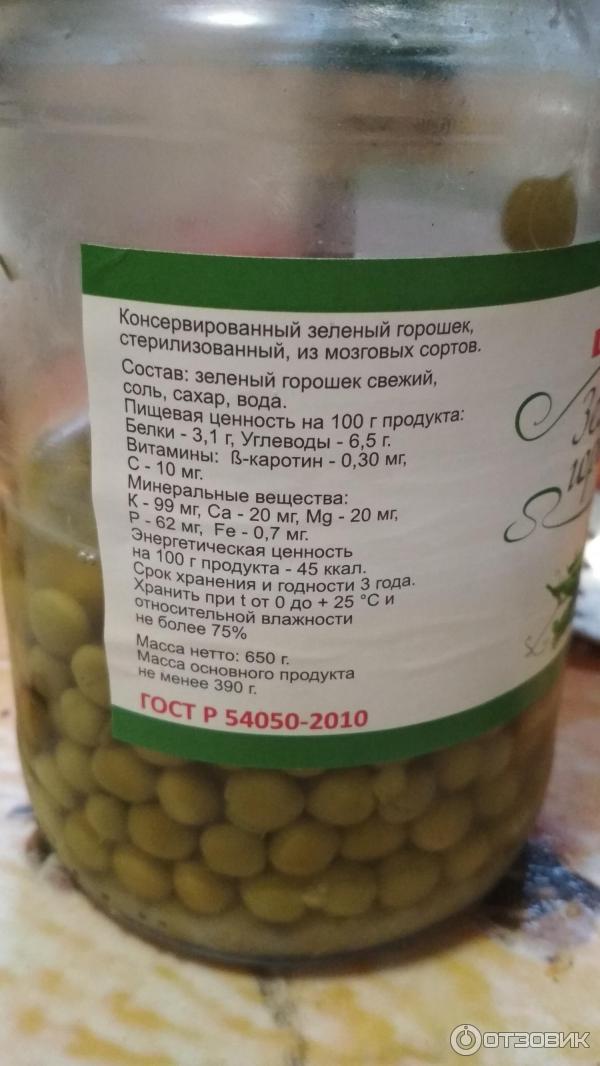 Консервированный зеленый горошек,
стерилизованный, из мозговых сортов.
Состав: зеленый горошек свежий,
соль, сахар, вода.
Пищевая ценность на 100 г продукта:
Белки - 3,1 г, Углеводы - 6,5 г.
Витамины: ß-каротин - 0,30 мг,
С - 10 мг.
Минеральные вещества:
К - 99 мг, Са - 20 мг, Mg - 20 мг,
Р - 62 мг, Fe - 0,7 мг.
Энергетическая ценность
на 100 г продукта - 45 ккал.
Срок хранения и годности 3 года.
Хранить при t от 0 до + 25 °С и
относительной влажности
не более 75%
Масса нетто: 650 г.
Масса основного продукта
не менее 390 г.
ГОСТ Р 54050-2010
ОТЗОВИК